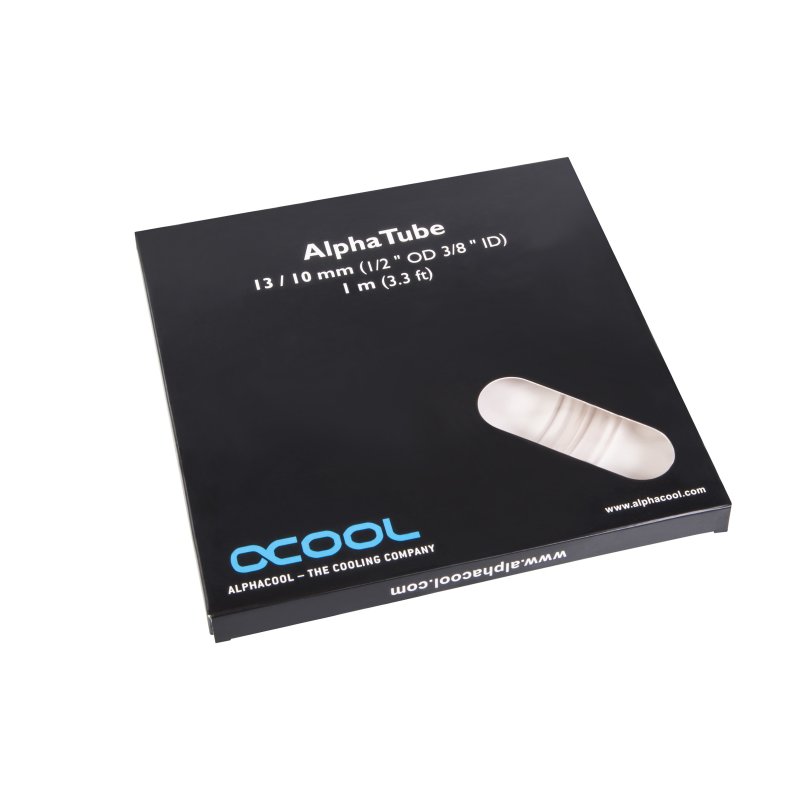 AlphaTube
13 / 10 mm (1/2 " OD 3/8 " ID)
1 m (3.3 ft)
www.alphacool.com
αCOOL
ALPHACOOL – THE COOLING COMPANY
www.alphacool.com